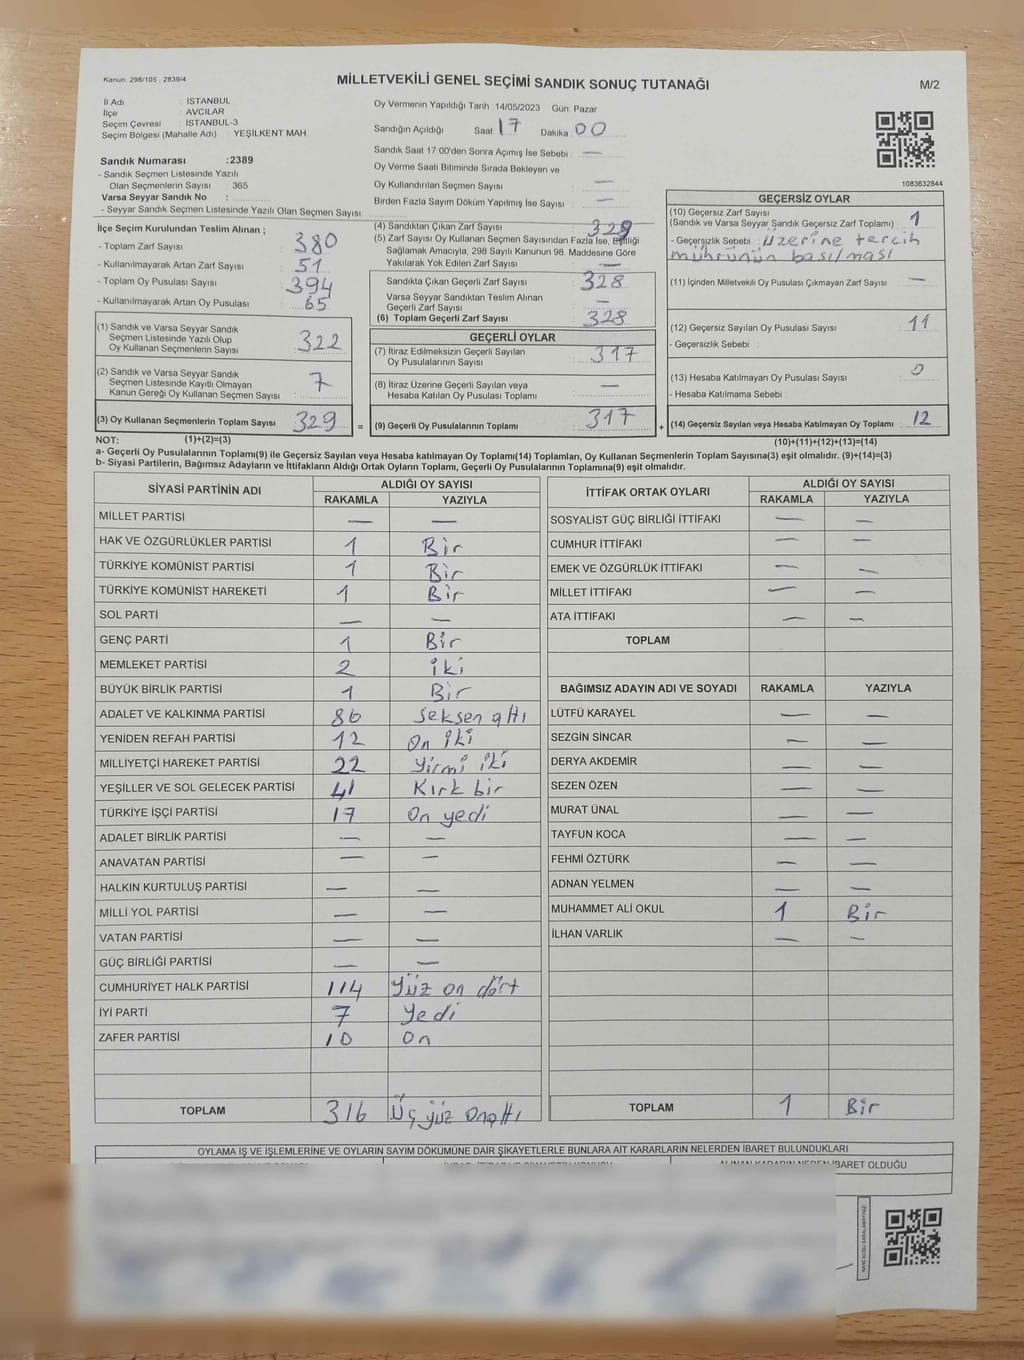 Kanun: 298/105 - 2839/4
MİLLETVEKİLİ GENEL SEÇİMİ SANDIK SONUÇ TUTANAĞI
M/2
İl Adı : İSTANBUL
İlçe : AVCILAR
Seçim Çevresi : İSTANBUL-3
Seçim Bölgesi (Mahalle Adı) : YEŞİLKENT MAH
Sandık Numarası :2389
- Sandık Seçmen Listesinde Yazılı
Olan Seçmenlerin Sayısı : 365
Varsa Seyyar Sandık No :
- Seyyar Sandık Seçmen Listesinde Yazılı Olan Seçmen Sayısı:
Oy Vermenin Yapıldığı Tarih :14/05/2023 Gün: Pazar
Sandığın Açıldığı Saat 17 Dakika 00
Sandık Saat 17:00'den Sonra Açımış İse Sebebi : —
Oy Verme Saati Bitiminde Sırada Bekleyen ve
Oy Kullandırılan Seçmen Sayısı : —
Birden Fazla Sayım Döküm Yapılmış İse Sayısı : —
1083632844
İlçe Seçim Kurulundan Teslim Alınan ;
- Toplam Zarf Sayısı : 380
- Kullanılmayarak Artan Zarf Sayısı : 51
- Toplam Oy Pusulası Sayısı : 394
- Kullanılmayarak Artan Oy Pusulası : 65
(1) Sandık ve Varsa Seyyar Sandık
Seçmen Listesinde Yazılı Olup
Oy Kullanan Seçmenlerin Sayısı : 322
(2) Sandık ve Varsa Seyyar Sandık
Seçmen Listesinde Kayıtlı Olmayan
Kanun Gereği Oy Kullanan Seçmen Sayısı : 7
(3) Oy Kullanan Seçmenlerin Toplam Sayısı : 329 =
(4) Sandıktan Çıkan Zarf Sayısı : 329
(5) Zarf Sayısı Oy Kullanan Seçmen Sayısından Fazla İse, Eşitliği
Sağlamak Amacıyla, 298 Sayılı Kanunun 98. Maddesine Göre
Yakılarak Yok Edilen Zarf Sayısı : —
Sandıkta Çıkan Geçerli Zarf Sayısı : 328
Varsa Seyyar Sandıktan Teslim Alınan
Geçerli Zarf Sayısı : —
(6) Toplam Geçerli Zarf Sayısı : 328
GEÇERLİ OYLAR
(7) İtiraz Edilmeksizin Geçerli Sayılan
Oy Pusulalarının Sayısı : 317
(8) İtiraz Üzerine Geçerli Sayılan veya
Hesaba Katılan Oy Pusulası Toplamı : —
(9) Geçerli Oy Pusulalarının Toplamı : 317 +
GEÇERSİZ OYLAR
(10) Geçersiz Zarf Sayısı
(Sandık ve Varsa Seyyar Sandık Geçersiz Zarf Toplamı) : 1
- Geçersizlik Sebebi : üzerine tercih
mührünün basılması
(11) İçinden Milletvekili Oy Pusulası Çıkmayan Zarf Sayısı : —
(12) Geçersiz Sayılan Oy Pusulası Sayısı : 11
- Geçersizlik Sebebi :
(13) Hesaba Katılmayan Oy Pusulası Sayısı : 0
- Hesaba Katılmama Sebebi :
(14) Geçersiz Sayılan veya Hesaba Katılmayan Oy Toplamı : 12
NOT: (1)+(2)=(3)
(10)+(11)+(12)+(13)=(14)
a- Geçerli Oy Pusulalarının Toplamı(9) ile Geçersiz Sayılan veya Hesaba katılmayan Oy Toplamı(14) Toplamları, Oy Kullanan Seçmenlerin Toplam Sayısına(3) eşit olmalıdır. (9)+(14)=(3)
b- Siyasi Partilerin, Bağımsız Adayların ve İttifakların Aldığı Ortak Oyların Toplamı, Geçerli Oy Pusulalarının Toplamına(9) eşit olmalıdır.
SİYASİ PARTİNİN ADI
ALDIĞI OY SAYISI
RAKAMLA YAZIYLA
MİLLET PARTİSİ — —
HAK VE ÖZGÜRLÜKLER PARTİSİ 1 Bir
TÜRKİYE KOMÜNİST PARTİSİ 1 Bir
TÜRKİYE KOMÜNİST HAREKETİ 1 Bir
SOL PARTİ — —
GENÇ PARTİ 1 Bir
MEMLEKET PARTİSİ 2 iki
BÜYÜK BİRLİK PARTİSİ 1 Bir
ADALET VE KALKINMA PARTİSİ 86 Seksen altı
YENİDEN REFAH PARTİSİ 12 On iki
MİLLİYETÇİ HAREKET PARTİSİ 22 Yirmi iki
YEŞİLLER VE SOL GELECEK PARTİSİ 41 Kırk bir
TÜRKİYE İŞÇİ PARTİSİ 17 On yedi
ADALET BİRLİK PARTİSİ — —
ANAVATAN PARTİSİ — —
HALKIN KURTULUŞ PARTİSİ — —
MİLLİ YOL PARTİSİ — —
VATAN PARTİSİ — —
GÜÇ BİRLİĞİ PARTİSİ — —
CUMHURİYET HALK PARTİSİ 114 Yüz on dört
İYİ PARTİ 7 Yedi
ZAFER PARTİSİ 10 On
TOPLAM 316 Üç yüz onaltı
İTTİFAK ORTAK OYLARI
ALDIĞI OY SAYISI
RAKAMLA YAZIYLA
SOSYALİST GÜÇ BİRLİĞİ İTTİFAKI — —
CUMHUR İTTİFAKI — —
EMEK VE ÖZGÜRLÜK İTTİFAKI — —
MİLLET İTTİFAKI — —
ATA İTTİFAKI — —
TOPLAM
BAĞIMSIZ ADAYIN ADI VE SOYADI RAKAMLA YAZIYLA
LÜTFÜ KARAYEL — —
SEZGİN SİNCAR — —
DERYA AKDEMİR — —
SEZEN ÖZEN — —
MURAT ÜNAL — —
TAYFUN KOCA — —
FEHMİ ÖZTÜRK — —
ADNAN YELMEN — —
MUHAMMET ALİ OKUL 1 Bir
İLHAN VARLIK — —
TOPLAM 1 Bir
OYLAMA İŞ VE İŞLEMLERİNE VE OYLARIN SAYIM DÖKÜMÜNE DAİR ŞİKAYETLERLE BUNLARA AİT KARARLARIN NELERDEN İBARET BULUNDUKLARI
ALINAN KARARIN NEDEN İBARET OLDUĞU